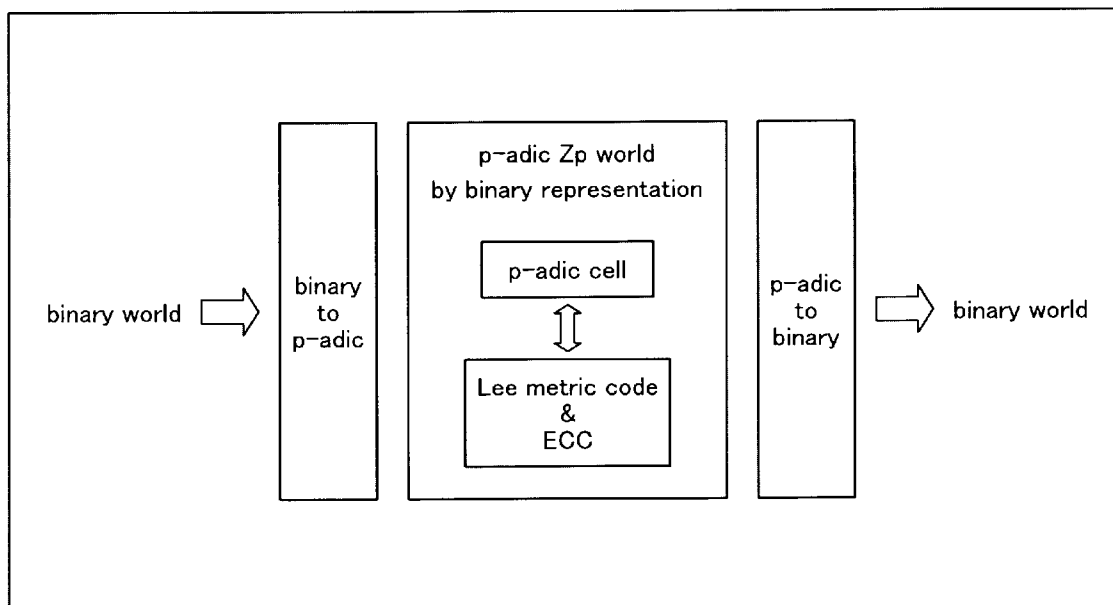 binary world
binary
to
p-adic
p-adic Zp world
by binary representation
p-adic cell
Lee metric code
&
ECC
p-adic
to
binary
binary world